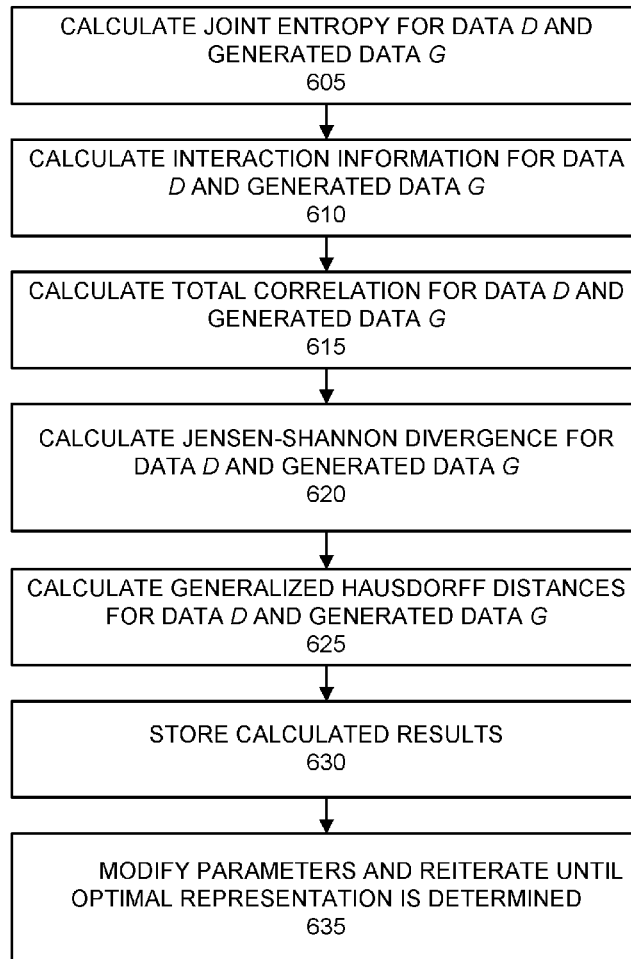 CALCULATE JOINT ENTROPY FOR DATA D AND
GENERATED DATA G
605
CALCULATE INTERACTION INFORMATION FOR DATA
D AND GENERATED DATA G
610
CALCULATE TOTAL CORRELATION FOR DATA D AND
GENERATED DATA G
615
CALCULATE JENSEN-SHANNON DIVERGENCE FOR
DATA D AND GENERATED DATA G
620
CALCULATE GENERALIZED HAUSDORFF DISTANCES
FOR DATA D AND GENERATED DATA G
625
STORE CALCULATED RESULTS
630
MODIFY PARAMETERS AND REITERATE UNTIL
OPTIMAL REPRESENTATION IS DETERMINED
635